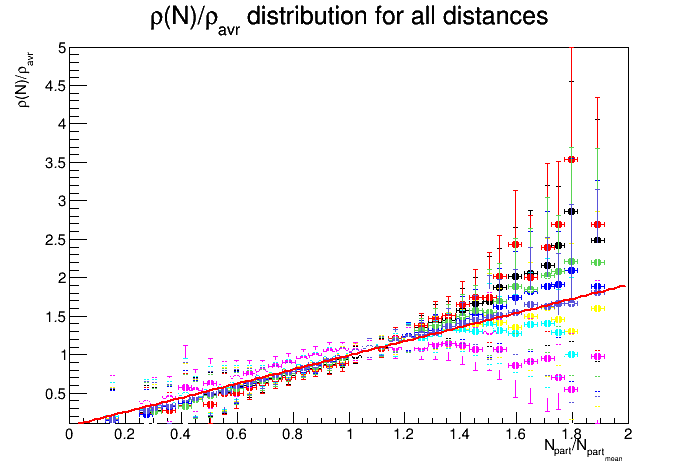 ρ(N)/ρavr distribution for all distances
ρ(N)/ρavr
5
4.5
4
3.5
3
2.5
2
1.5
1
0.5
0 0.2 0.4 0.6 0.8 1 1.2 1.4 1.6 1.8 2
Npart/Npartmean